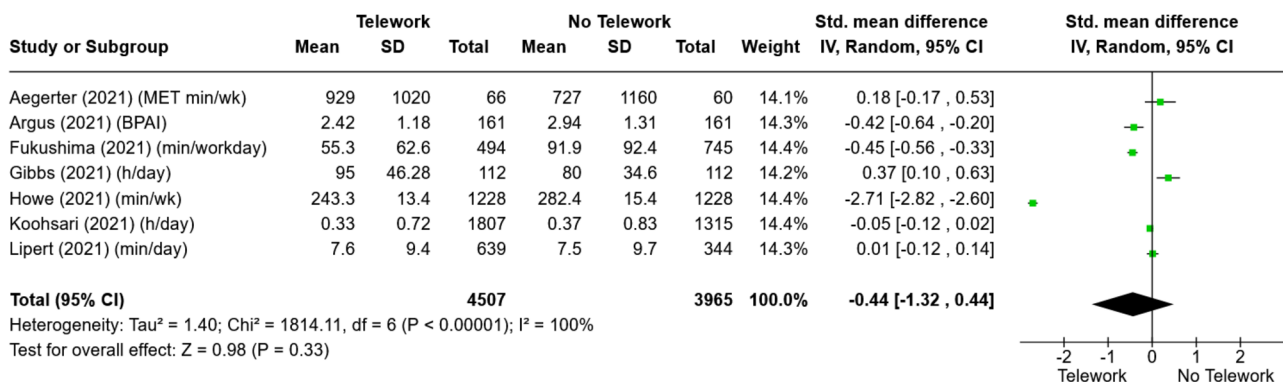 Telework No Telework Std. mean difference Std. mean difference
Study or Subgroup Mean SD Total Mean SD Total Weight IV, Random, 95% CI IV, Random, 95% CI
Aegerter (2021) (MET min/wk) 929 1020 66 727 1160 60 14.1% 0.18 [-0.17 , 0.53]
Argus (2021) (BPAI) 2.42 1.18 161 2.94 1.31 161 14.3% -0.42 [-0.64 , -0.20]
Fukushima (2021) (min/workday) 55.3 62.6 494 91.9 92.4 745 14.4% -0.45 [-0.56 , -0.33]
Gibbs (2021) (h/day) 95 46.28 112 80 34.6 112 14.2% 0.37 [0.10 , 0.63]
Howe (2021) (min/wk) 243.3 13.4 1228 282.4 15.4 1228 14.4% -2.71 [-2.82 , -2.60]
Koohsari (2021) (h/day) 0.33 0.72 1807 0.37 0.83 1315 14.4% -0.05 [-0.12 , 0.02]
Lipert (2021) (min/day) 7.6 9.4 639 7.5 9.7 344 14.3% 0.01 [-0.12 , 0.14]
Total (95% CI) 4507 3965 100.0% -0.44 [-1.32 , 0.44]
Heterogeneity: Tau² = 1.40; Chi² = 1814.11, df = 6 (P < 0.00001); I² = 100%
Test for overall effect: Z = 0.98 (P = 0.33)
-2 -1 0 1 2
Telework No Telework